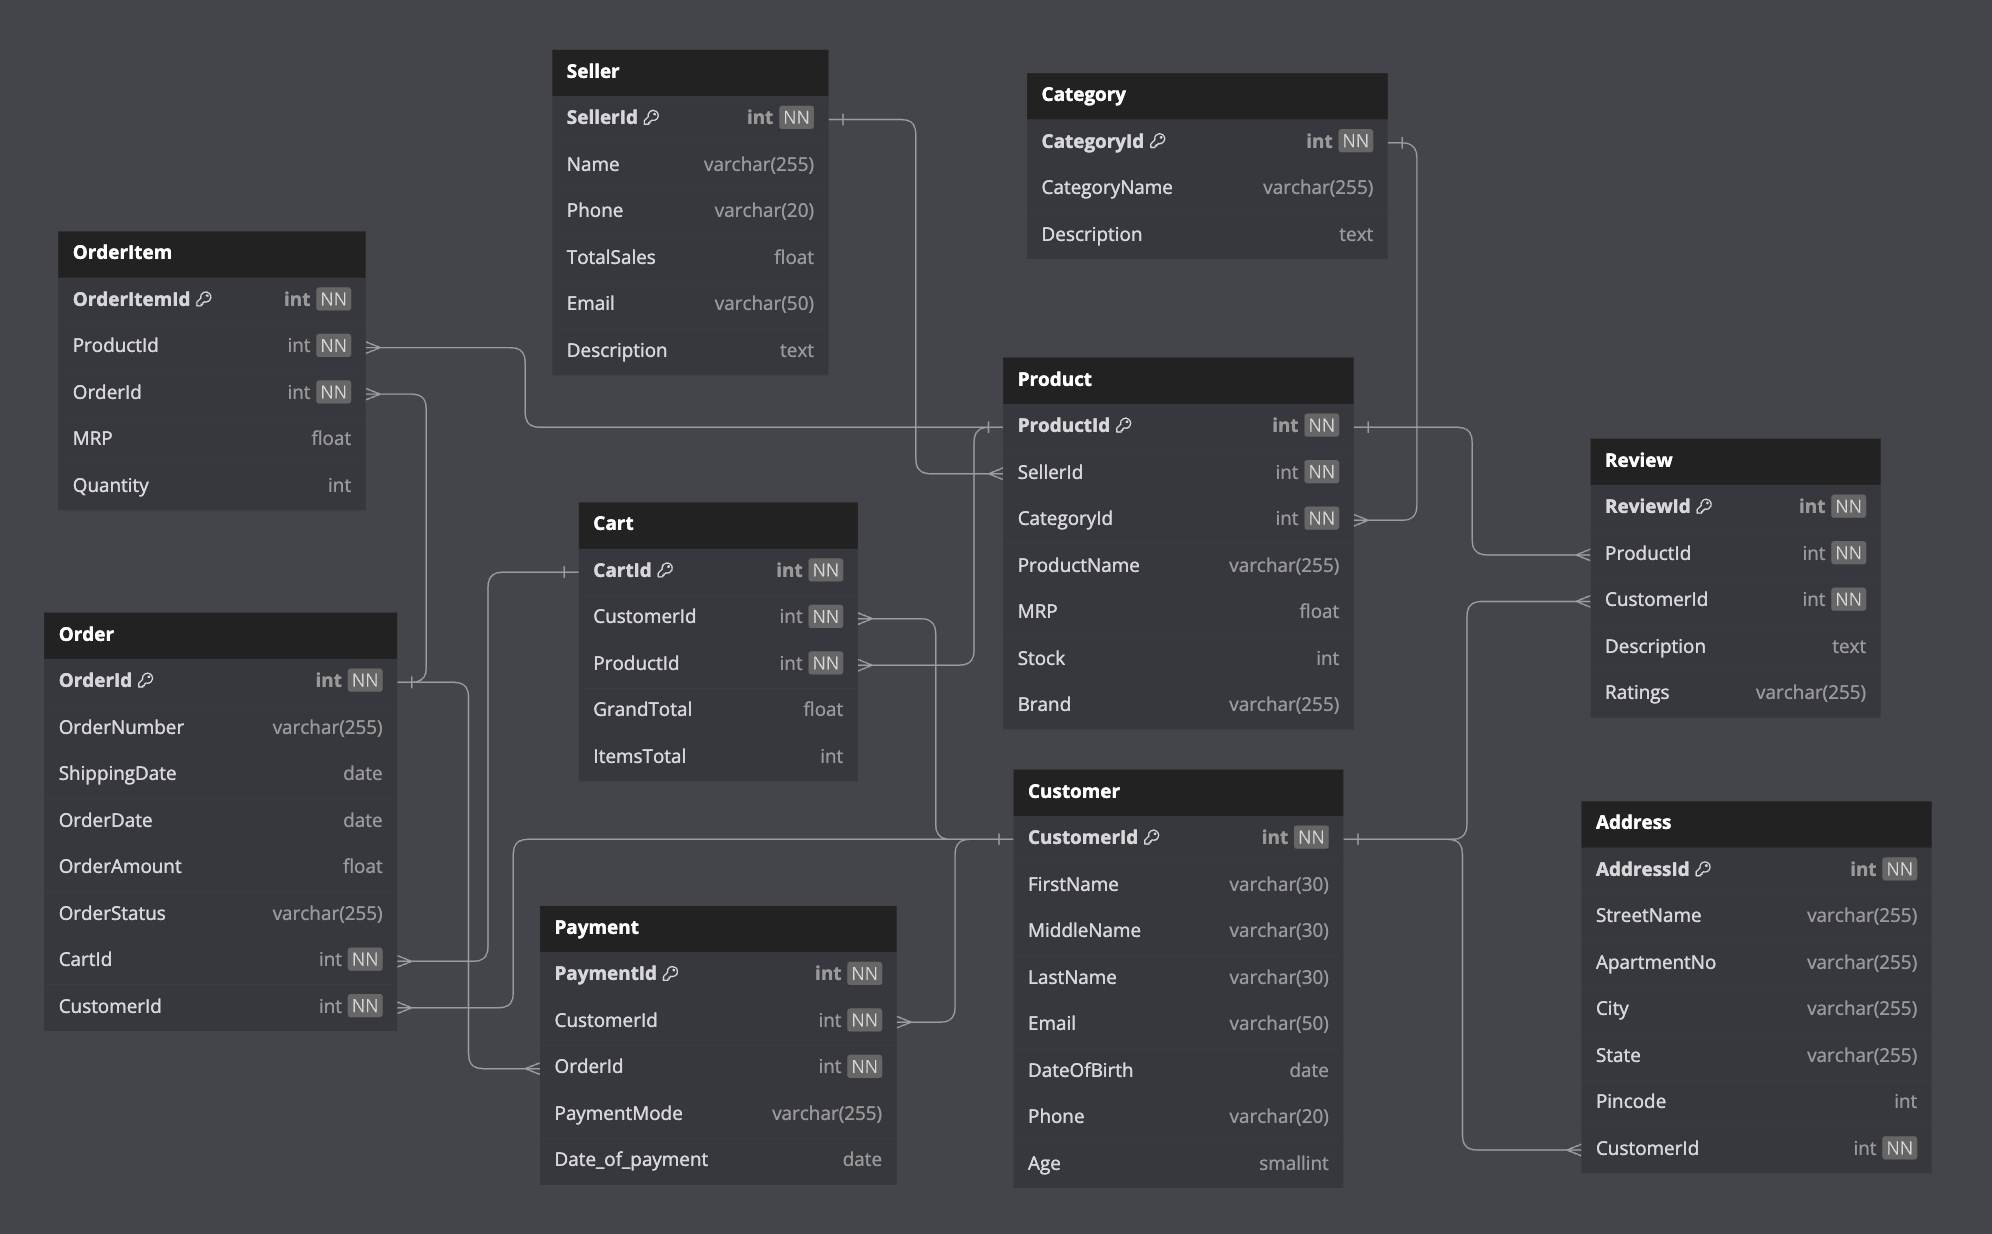 Seller
SellerId int NN
Name varchar(255)
Phone varchar(20)
TotalSales float
Email varchar(50)
Description text
Category
CategoryId int NN
CategoryName varchar(255)
Description text
OrderItem
OrderItemId int NN
ProductId int NN
OrderId int NN
MRP float
Quantity int
Product
ProductId int NN
SellerId int NN
CategoryId int NN
ProductName varchar(255)
MRP float
Stock int
Brand varchar(255)
Review
ReviewId int NN
ProductId int NN
CustomerId int NN
Description text
Ratings varchar(255)
Cart
CartId int NN
CustomerId int NN
ProductId int NN
GrandTotal float
ItemsTotal int
Order
OrderId int NN
OrderNumber varchar(255)
ShippingDate date
OrderDate date
OrderAmount float
OrderStatus varchar(255)
CartId int NN
CustomerId int NN
Customer
CustomerId int NN
FirstName varchar(30)
MiddleName varchar(30)
LastName varchar(30)
Email varchar(50)
DateOfBirth date
Phone varchar(20)
Age smallint
Address
AddressId int NN
StreetName varchar(255)
ApartmentNo varchar(255)
City varchar(255)
State varchar(255)
Pincode int
CustomerId int NN
Payment
PaymentId int NN
CustomerId int NN
OrderId int NN
PaymentMode varchar(255)
Date_of_payment date